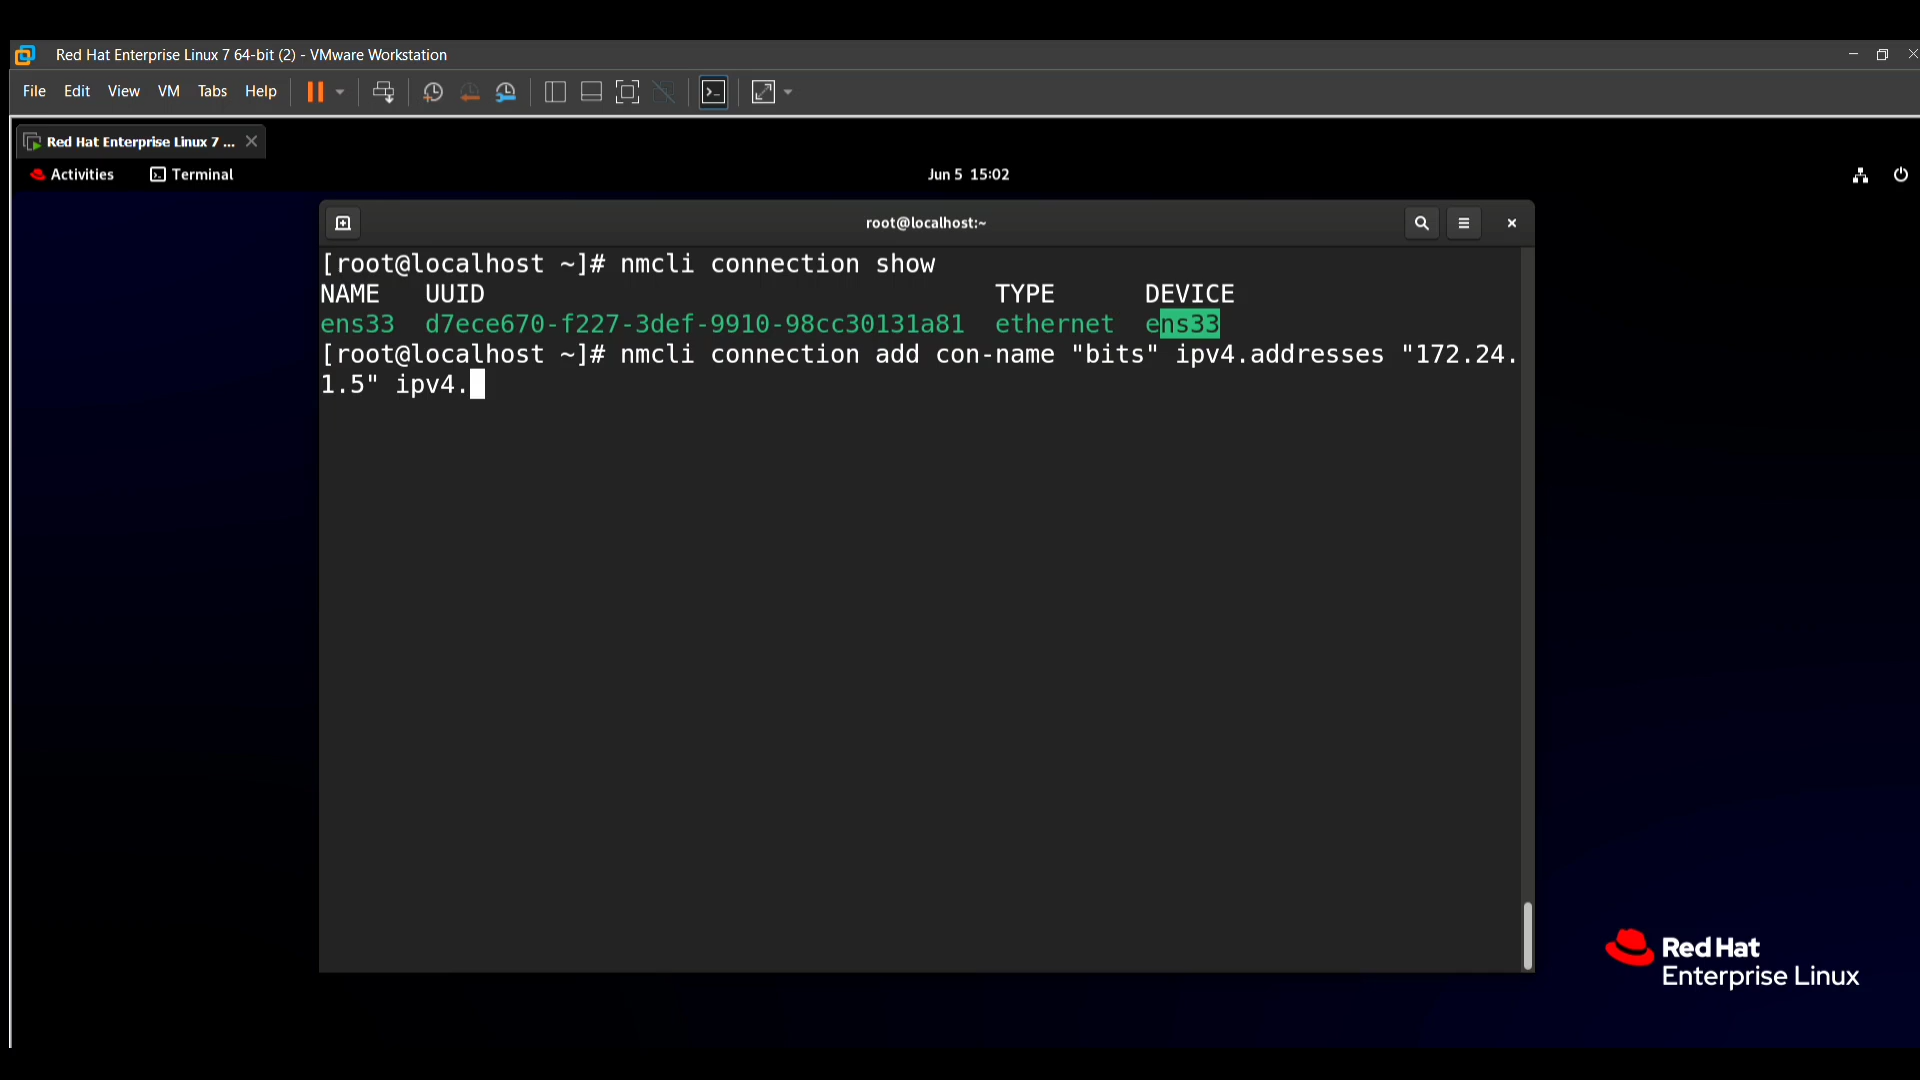 Red Hat Enterprise Linux 7 64-bit (2) - VMware Workstation
File Edit View VM Tabs Help
Red Hat Enterprise Linux 7 ...
Activities Terminal Jun 5 15:02
root@localhost:~
[root@localhost ~]# nmcli connection show
NAME UUID TYPE DEVICE
ens33 d7ece670-f227-3def-9910-98cc30131a81 ethernet ens33
[root@localhost ~]# nmcli connection add con-name "bits" ipv4.addresses "172.24.
1.5" ipv4.
Red Hat
Enterprise Linux